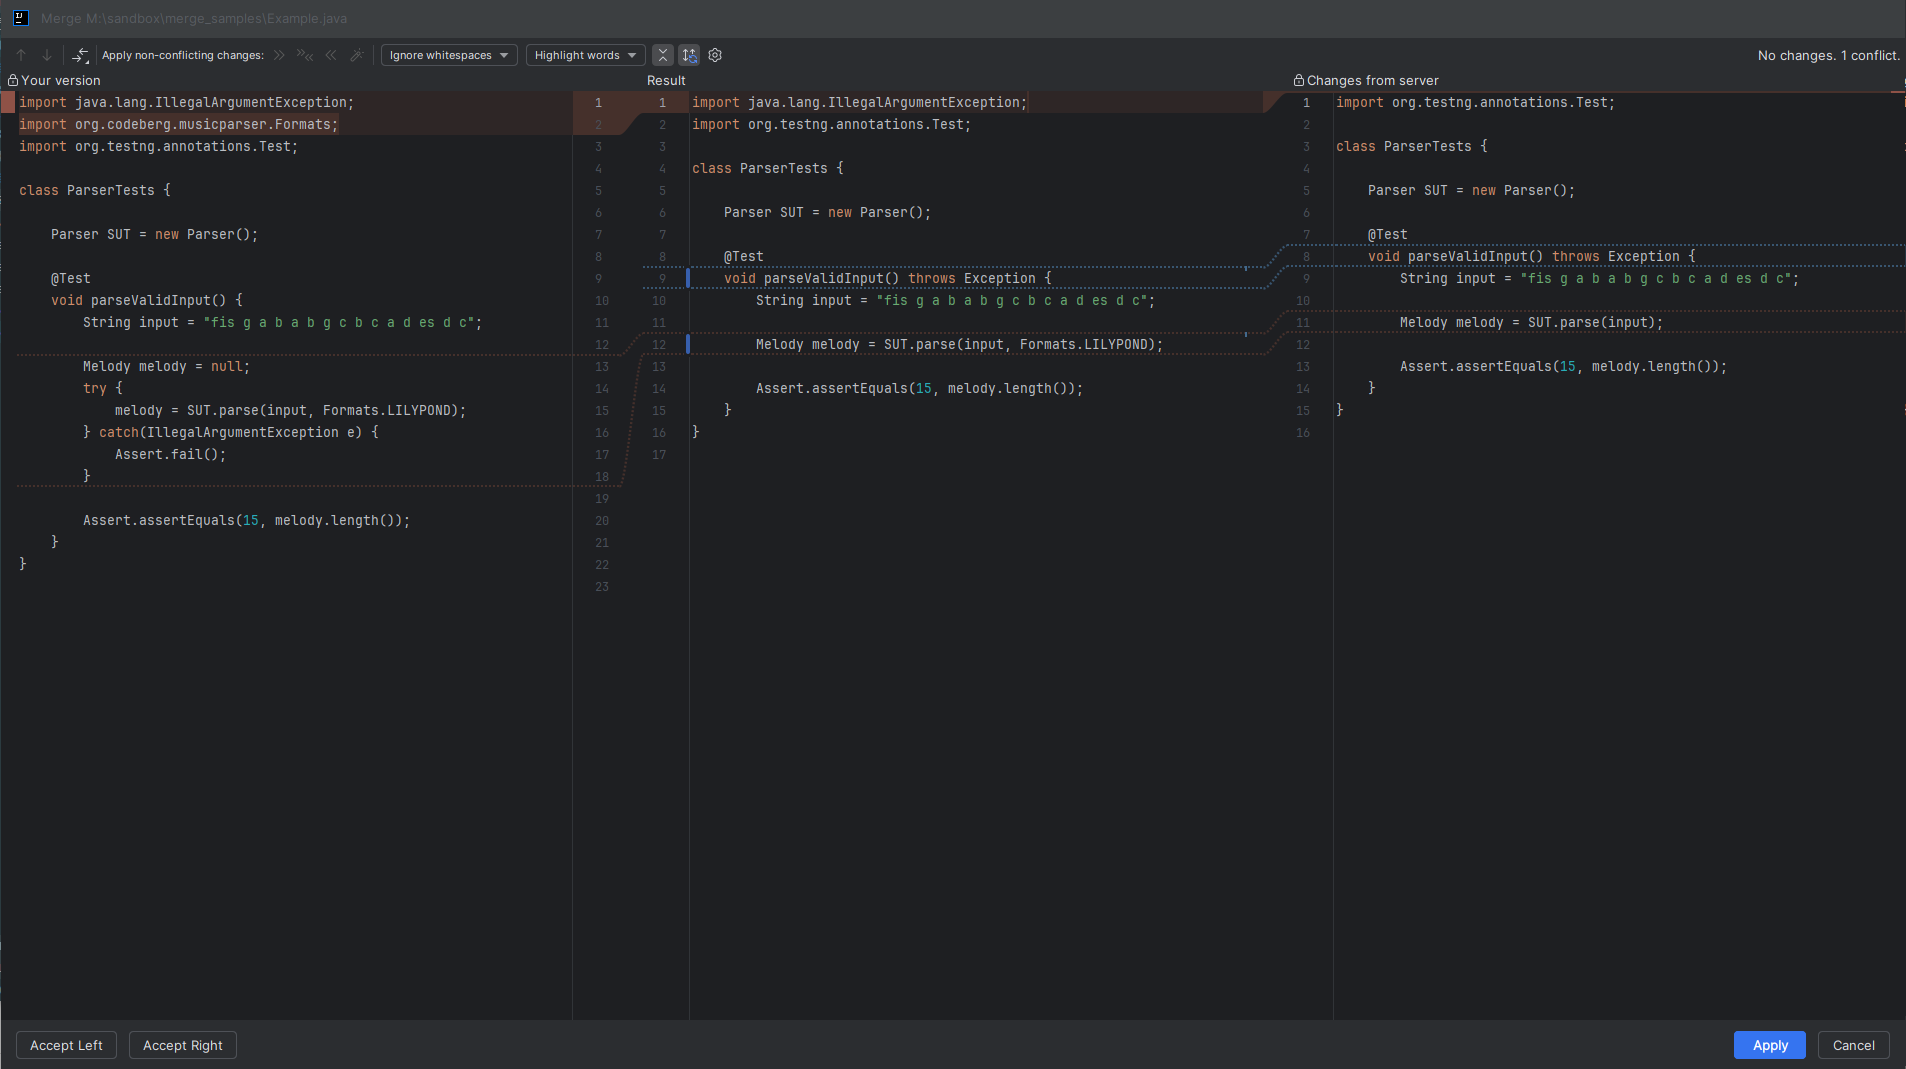 Merge M:\sandbox\merge_samples\Example.java
Apply non-conflicting changes:
Ignore whitespaces
Highlight words
No changes. 1 conflict.
Your version
import java.lang.IllegalArgumentException;
import org.codeberg.musicparser.Formats;
import org.testng.annotations.Test;
class ParserTests {
Parser SUT = new Parser();
@Test
void parseValidInput() {
String input = "fis g a b a b g c b c a d es d c";
Melody melody = null;
try {
melody = SUT.parse(input, Formats.LILYPOND);
} catch(IllegalArgumentException e) {
Assert.fail();
}
Assert.assertEquals(15, melody.length());
}
}
1
2
3
4
5
6
7
8
9
10
11
12
13
14
15
16
17
18
19
20
21
22
23
Result
1
2
3
4
5
6
7
8
9
10
11
12
13
14
15
16
17
import java.lang.IllegalArgumentException;
import org.testng.annotations.Test;
class ParserTests {
Parser SUT = new Parser();
@Test
void parseValidInput() throws Exception {
String input = "fis g a b a b g c b c a d es d c";
Melody melody = SUT.parse(input, Formats.LILYPOND);
Assert.assertEquals(15, melody.length());
}
}
Changes from server
1
2
3
4
5
6
7
8
9
10
11
12
13
14
15
16
import org.testng.annotations.Test;
class ParserTests {
Parser SUT = new Parser();
@Test
void parseValidInput() throws Exception {
String input = "fis g a b a b g c b c a d es d c";
Melody melody = SUT.parse(input);
Assert.assertEquals(15, melody.length());
}
}
Accept Left
Accept Right
Apply
Cancel